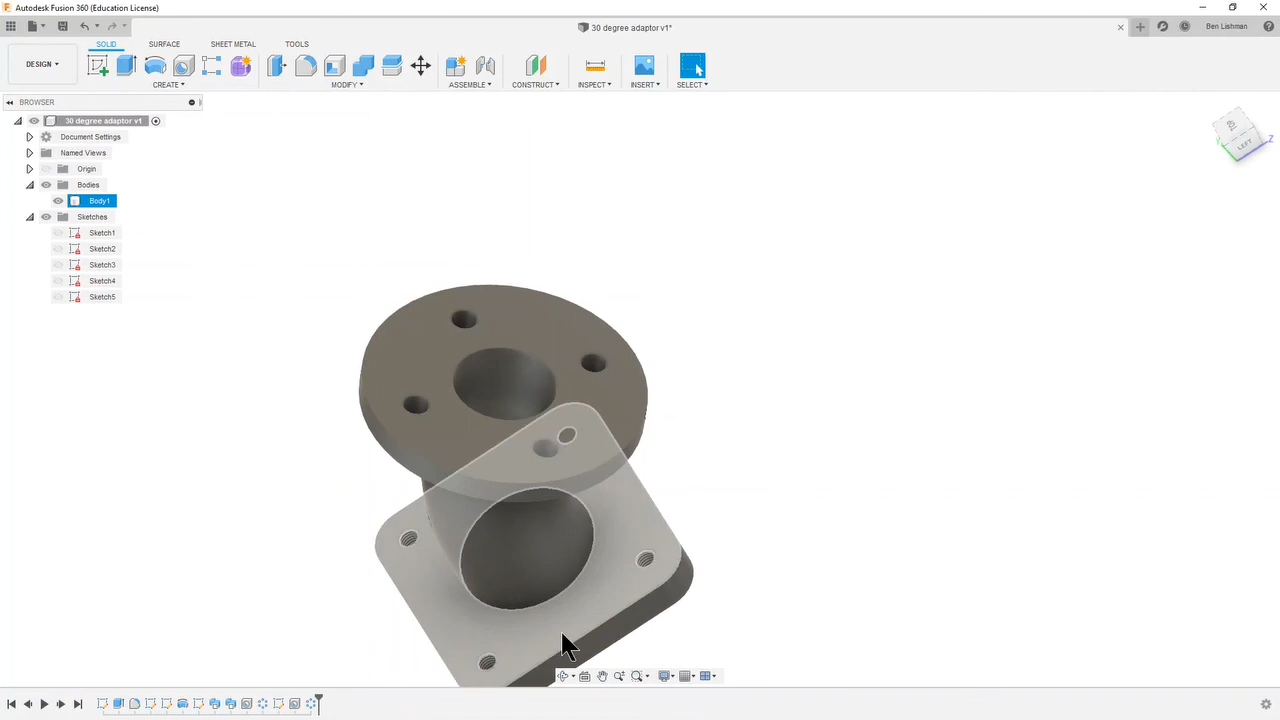 Autodesk Fusion 360 (Education License)
30 degree adaptor v1*
Ben Lishman
SOLID SURFACE SHEET METAL TOOLS
DESIGN
CREATE MODIFY ASSEMBLE CONSTRUCT INSPECT INSERT SELECT
BROWSER
30 degree adaptor v1
Document Settings
Named Views
Origin
Bodies
Body1
Sketches
Sketch1
Sketch2
Sketch3
Sketch4
Sketch5
LEFT
Z